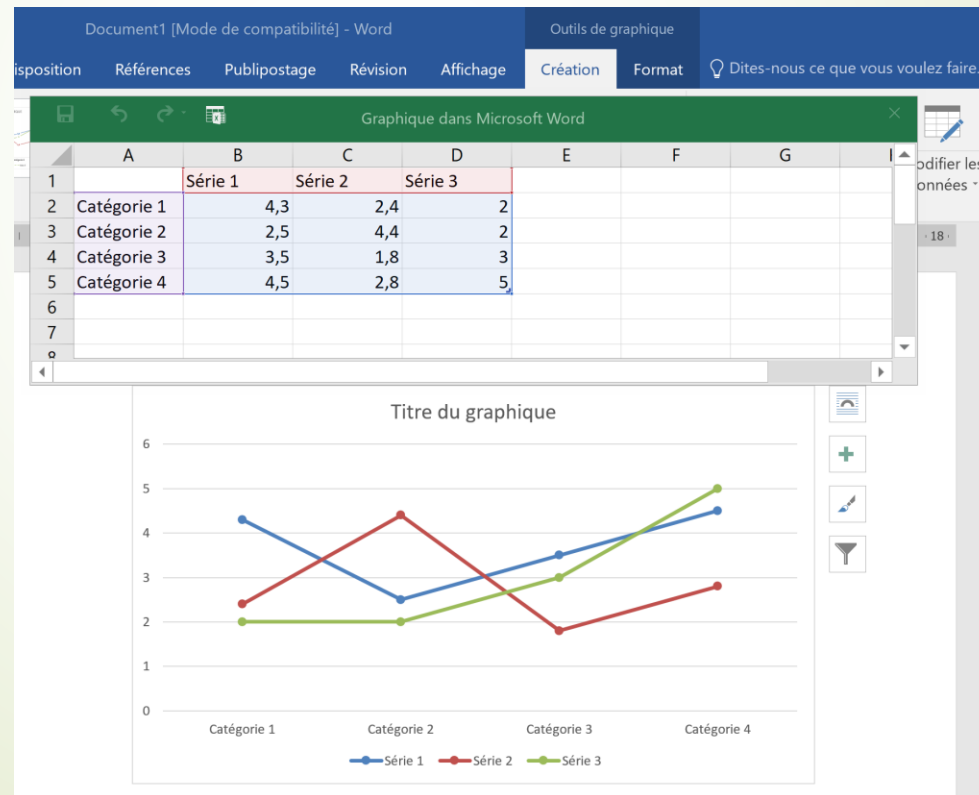 Document1 [Mode de compatibilité] - Word Outils de graphique
isposition Références Publipostage Révision Affichage Création Format Dites-nous ce que vous voulez faire.
Graphique dans Microsoft Word
A B C D E F G
1 Série 1 Série 2 Série 3
2 Catégorie 1 4,3 2,4 2
3 Catégorie 2 2,5 4,4 2
4 Catégorie 3 3,5 1,8 3
5 Catégorie 4 4,5 2,8 5
6
7
8
odifier les
onnées
18
Titre du graphique
6
5
4
3
2
1
0
Catégorie 1 Catégorie 2 Catégorie 3 Catégorie 4
Série 1 Série 2 Série 3